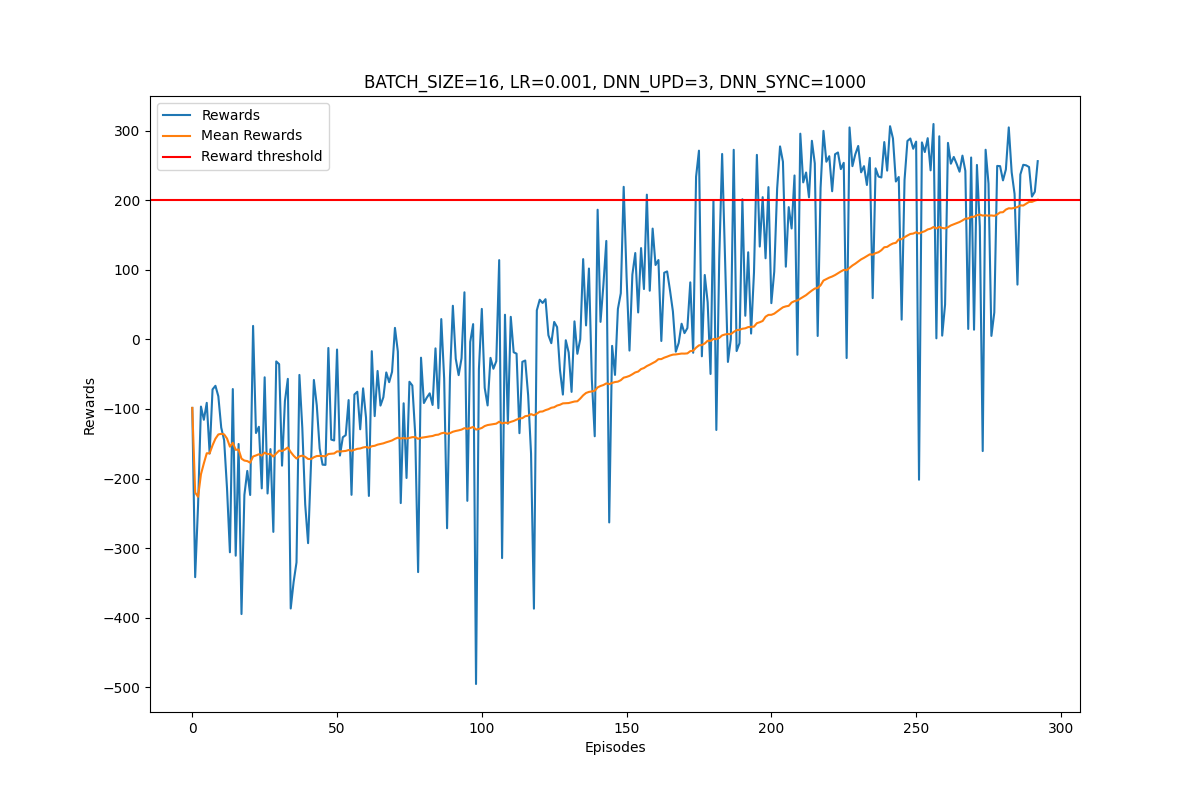 BATCH_SIZE=16, LR=0.001, DNN_UPD=3, DNN_SYNC=1000
Rewards
Mean Rewards
Reward threshold
300
200
100
0
−100
−200
−300
−400
−500
Rewards
0
50
100
150
200
250
300
Episodes